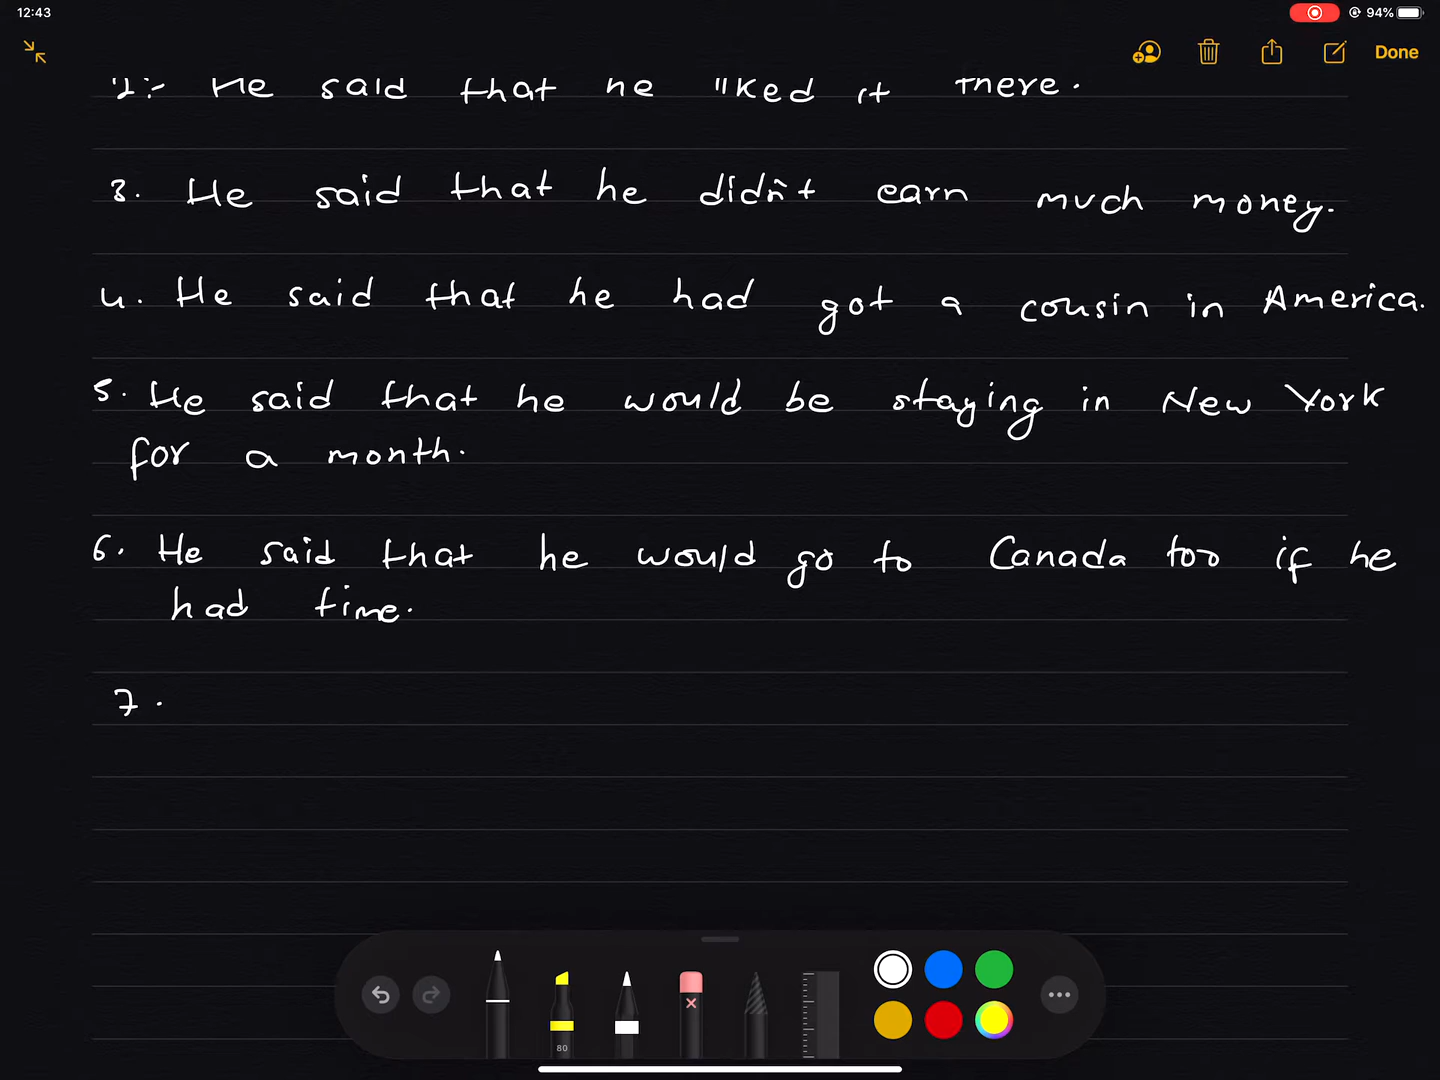 12:43
94%
Done
2:- He said that he liked it there.
3. He said that he didn't earn much money.
4. He said that he had got a cousin in America.
5. He said that he would be staying in New York
for a month.
6. He said that he would go to Canada too if he
had time.
7.
80